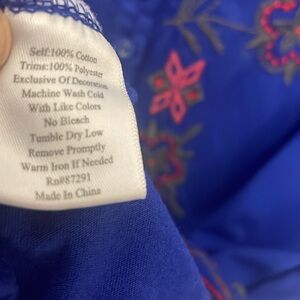 Self:100% Cotton
Trims:100% Polyester
Exclusive Of Decoration
Machine Wash Cold
With Like Colors
No Bleach
Tumble Dry Low
Remove Promptly
Warm Iron If Needed
Rn#87291
Made In China